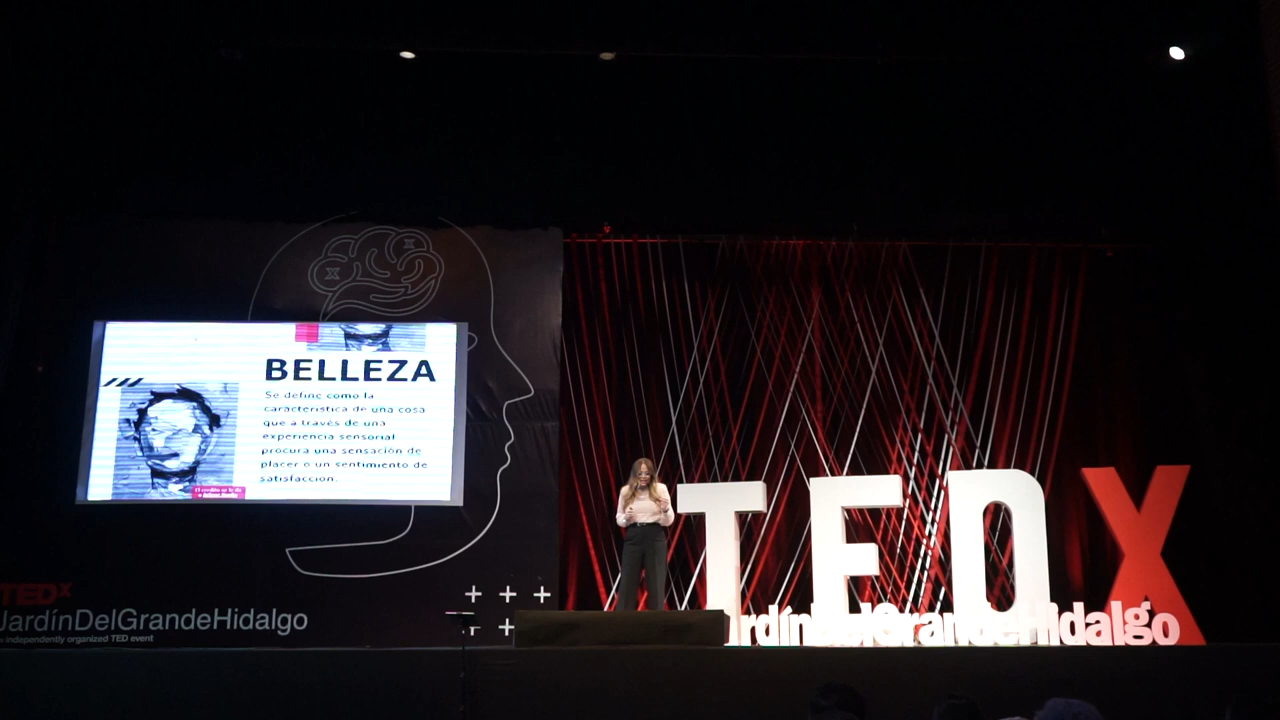 BELLEZA
Se define como la
característica de una cosa
que a través de una
experiencia sensorial
procura una sensación de
placer o un sentimiento de
satisfacción.
TEDx
JardínDelGrandeHidalgo
independently organized TED event
TEDX
rdínDelGrandeHidalgo